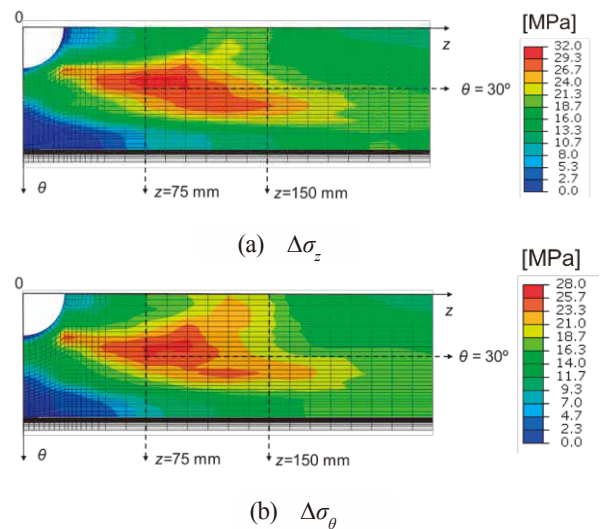 [MPa]
0
z
θ = 30º
θ
z=75 mm
z=150 mm
32.0
29.3
26.7
24.0
21.3
18.7
16.0
13.3
10.7
8.0
5.3
2.7
0.0
(a) Δσz
[MPa]
0
z
θ = 30º
θ
z=75 mm
z=150 mm
28.0
25.7
23.3
21.0
18.7
16.3
14.0
11.7
9.3
7.0
4.7
2.3
0.0
(b) Δσθ